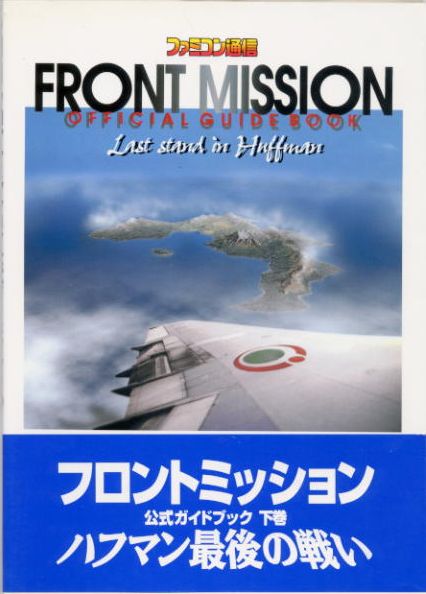 ファミコン通信
FRONT MISSION
OFFICIAL GUIDE BOOK
Last stand in Huffman
フロントミッション
公式ガイドブック 下巻
ハフマン最後の戦い